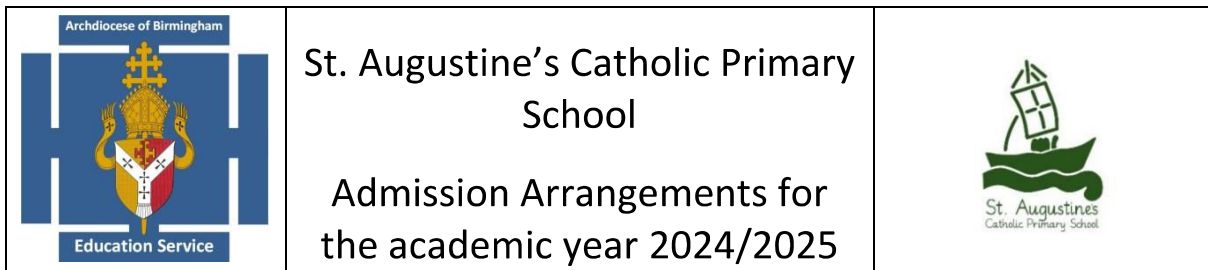 Archdiocese of Birmingham
Education Service
St. Augustine’s Catholic Primary
School
Admission Arrangements for
the academic year 2024/2025
St. Augustine's
Catholic Primary School